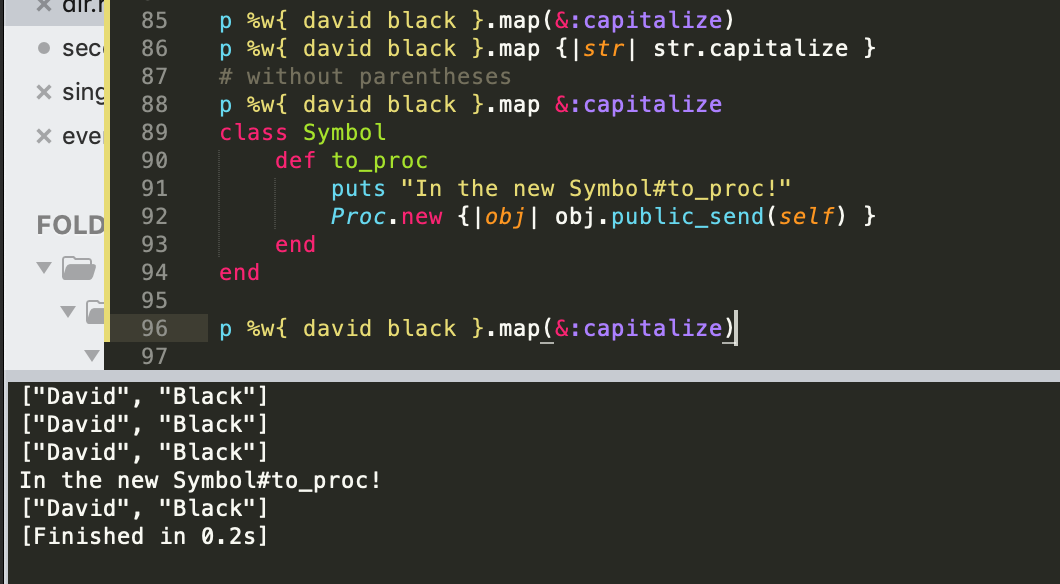 dir.r
sec
sing
eve
FOLD
85 p %w{ david black }.map(&:capitalize)
86 p %w{ david black }.map {|str| str.capitalize }
87 # without parentheses
88 p %w{ david black }.map &:capitalize
89 class Symbol
90 def to_proc
91 puts "In the new Symbol#to_proc!"
92 Proc.new {|obj| obj.public_send(self) }
93 end
94 end
95
96 p %w{ david black }.map(&:capitalize)
97
["David", "Black"]
["David", "Black"]
["David", "Black"]
In the new Symbol#to_proc!
["David", "Black"]
[Finished in 0.2s]